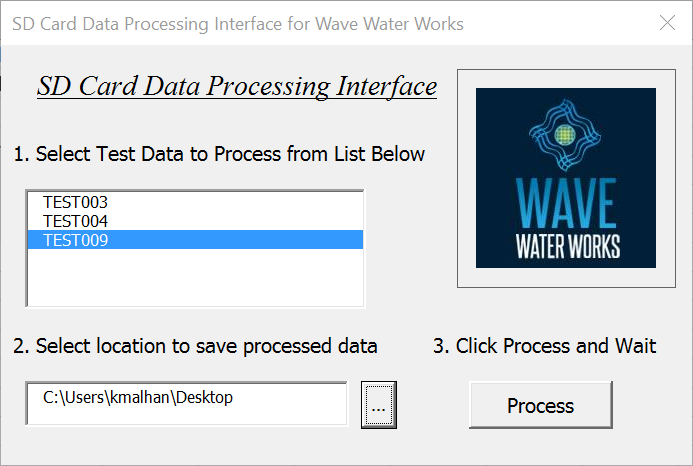 SD Card Data Processing Interface for Wave Water Works
SD Card Data Processing Interface
WAVE
WATER WORKS
1. Select Test Data to Process from List Below
TEST003
TEST004
TEST009
2. Select location to save processed data
C:\Users\kmalhan\Desktop
...
3. Click Process and Wait
Process